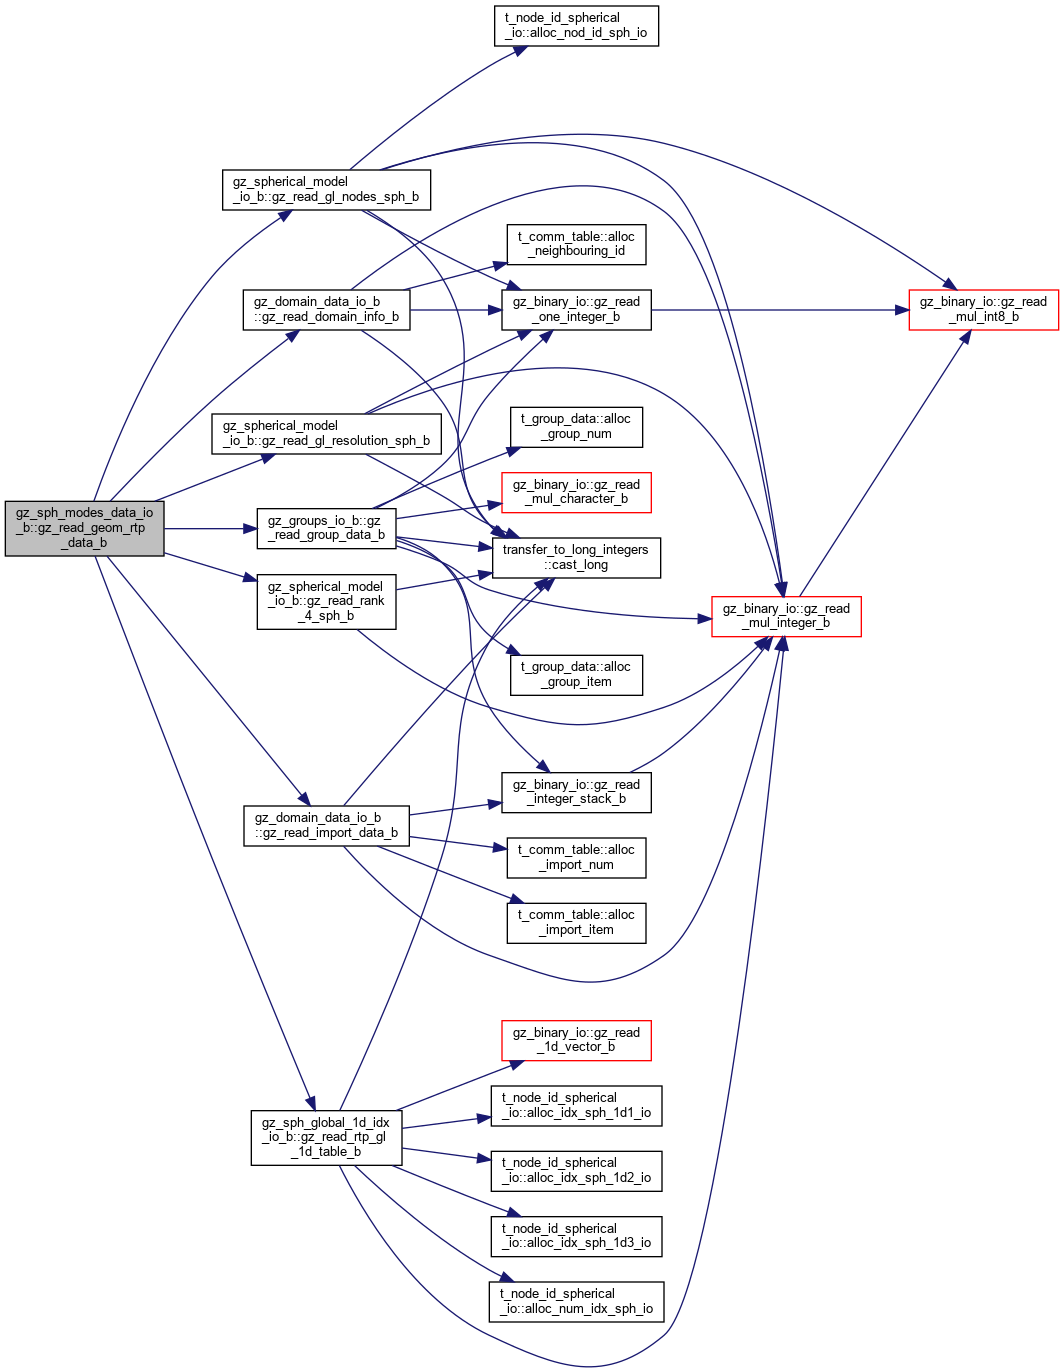 t_node_id_spherical
_io::alloc_nod_id_sph_io
gz_spherical_model
_io_b::gz_read_gl_nodes_sph_b
t_comm_table::alloc
_neighbouring_id
gz_domain_data_io_b
::gz_read_domain_info_b
gz_binary_io::gz_read
_one_integer_b
gz_binary_io::gz_read
_mul_int8_b
gz_spherical_model
_io_b::gz_read_gl_resolution_sph_b
t_group_data::alloc
_group_num
gz_binary_io::gz_read
_mul_character_b
gz_sph_modes_data_io
_b::gz_read_geom_rtp
_data_b
gz_groups_io_b::gz
_read_group_data_b
transfer_to_long_integers
::cast_long
gz_spherical_model
_io_b::gz_read_rank
_4_sph_b
gz_binary_io::gz_read
_mul_integer_b
t_group_data::alloc
_group_item
gz_binary_io::gz_read
_integer_stack_b
gz_domain_data_io_b
::gz_read_import_data_b
t_comm_table::alloc
_import_num
t_comm_table::alloc
_import_item
gz_binary_io::gz_read
_1d_vector_b
t_node_id_spherical
_io::alloc_idx_sph_1d1_io
gz_sph_global_1d_idx
_io_b::gz_read_rtp_gl
_1d_table_b
t_node_id_spherical
_io::alloc_idx_sph_1d2_io
t_node_id_spherical
_io::alloc_idx_sph_1d3_io
t_node_id_spherical
_io::alloc_num_idx_sph_io